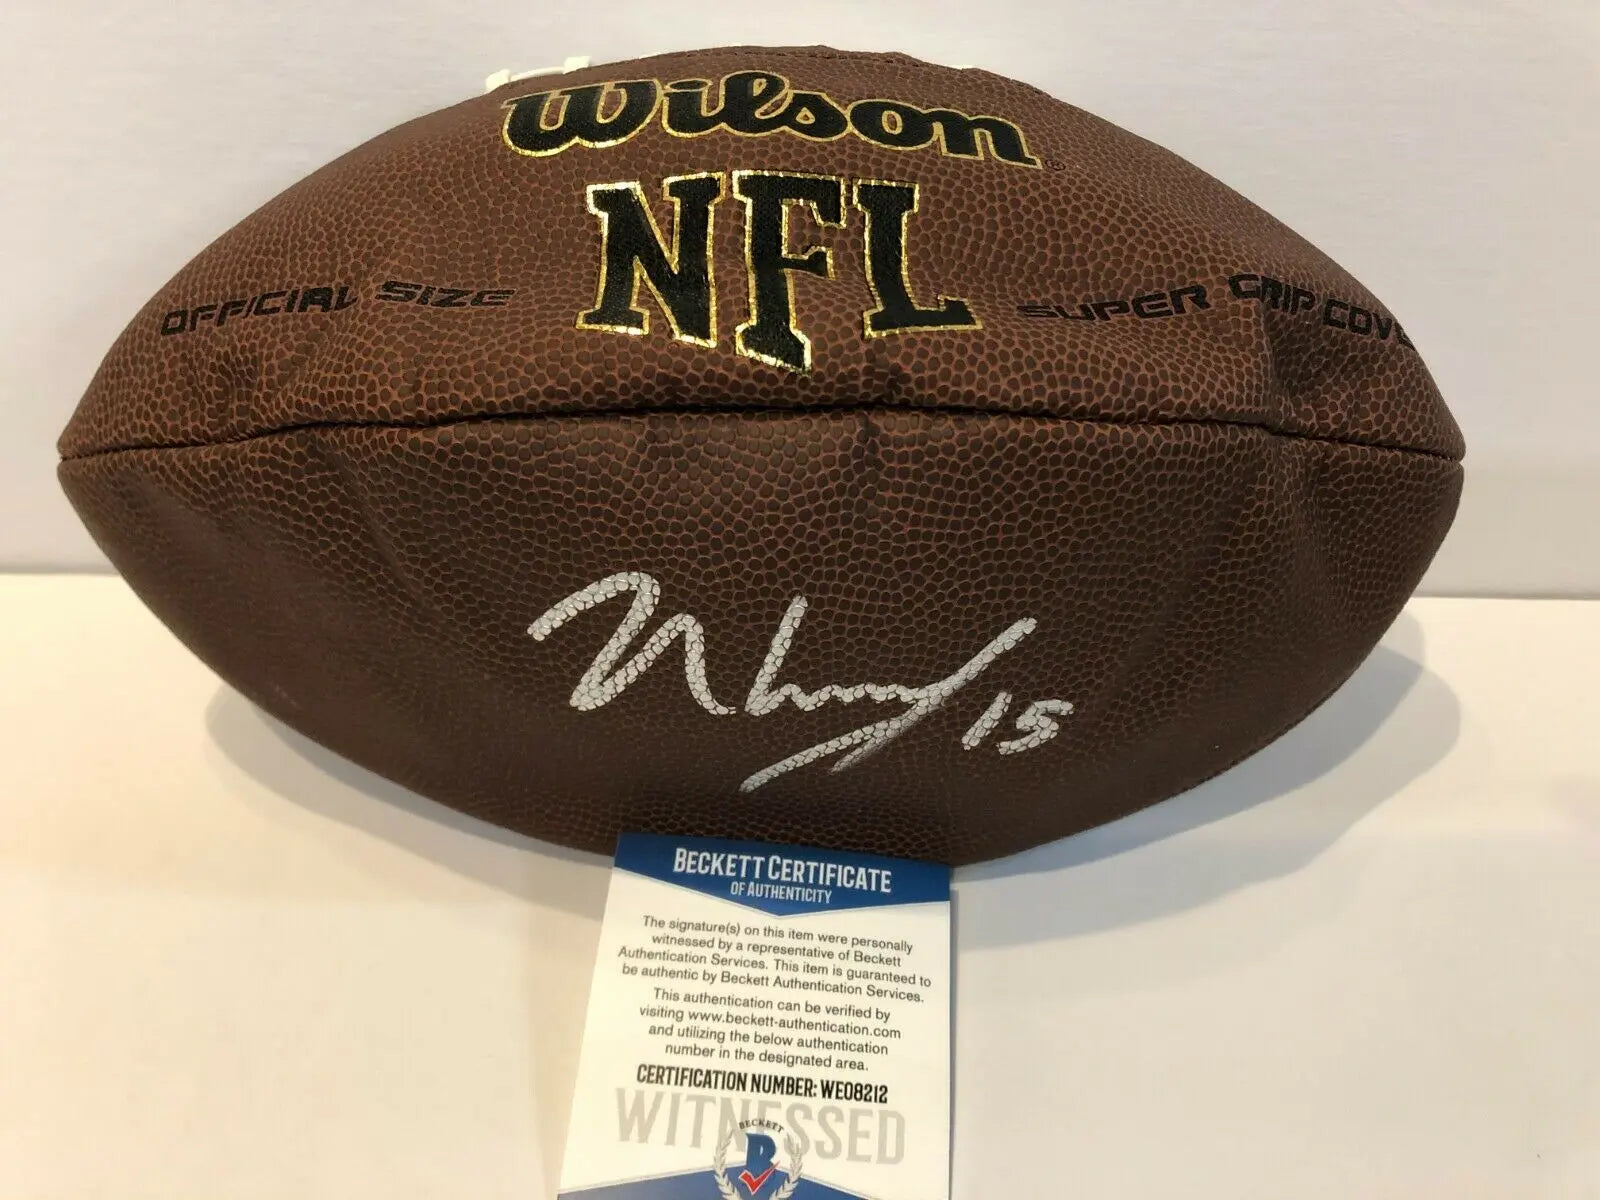 Wilson
NFL
OFFICIAL SIZE SUPER GRIP COVE
15
BECKETT CERTIFICATE
OF AUTHENTICITY
The signature(s) on this item were personally
witnessed by a representative of Beckett
Authentication Services. This item is guaranteed to
be authentic by Beckett Authentication Services.
This authentication can be verified by
visiting www.beckett-authentication.com
and utilizing the below authentication
number in the designated area.
CERTIFICATION NUMBER: WE08212
WITNESSED
BECKETT
B